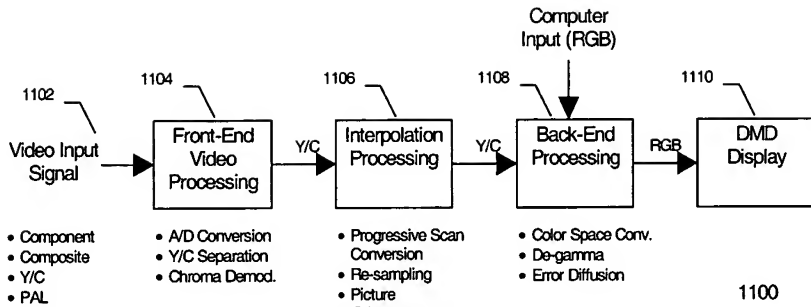 Computer
Input (RGB)
1102
1104
1106
1108
1110
Video Input
Signal
Front-End
Video
Processing
Y/C
Interpolation
Processing
Y/C
Back-End
Processing
RGB
DMD
Display
• Component
• Composite
• Y/C
• PAL
• A/D Conversion
• Y/C Separation
• Chroma Demod.
• Progressive Scan
Conversion
• Re-sampling
• Picture
• Color Space Conv.
• De-gamma
• Error Diffusion
1100